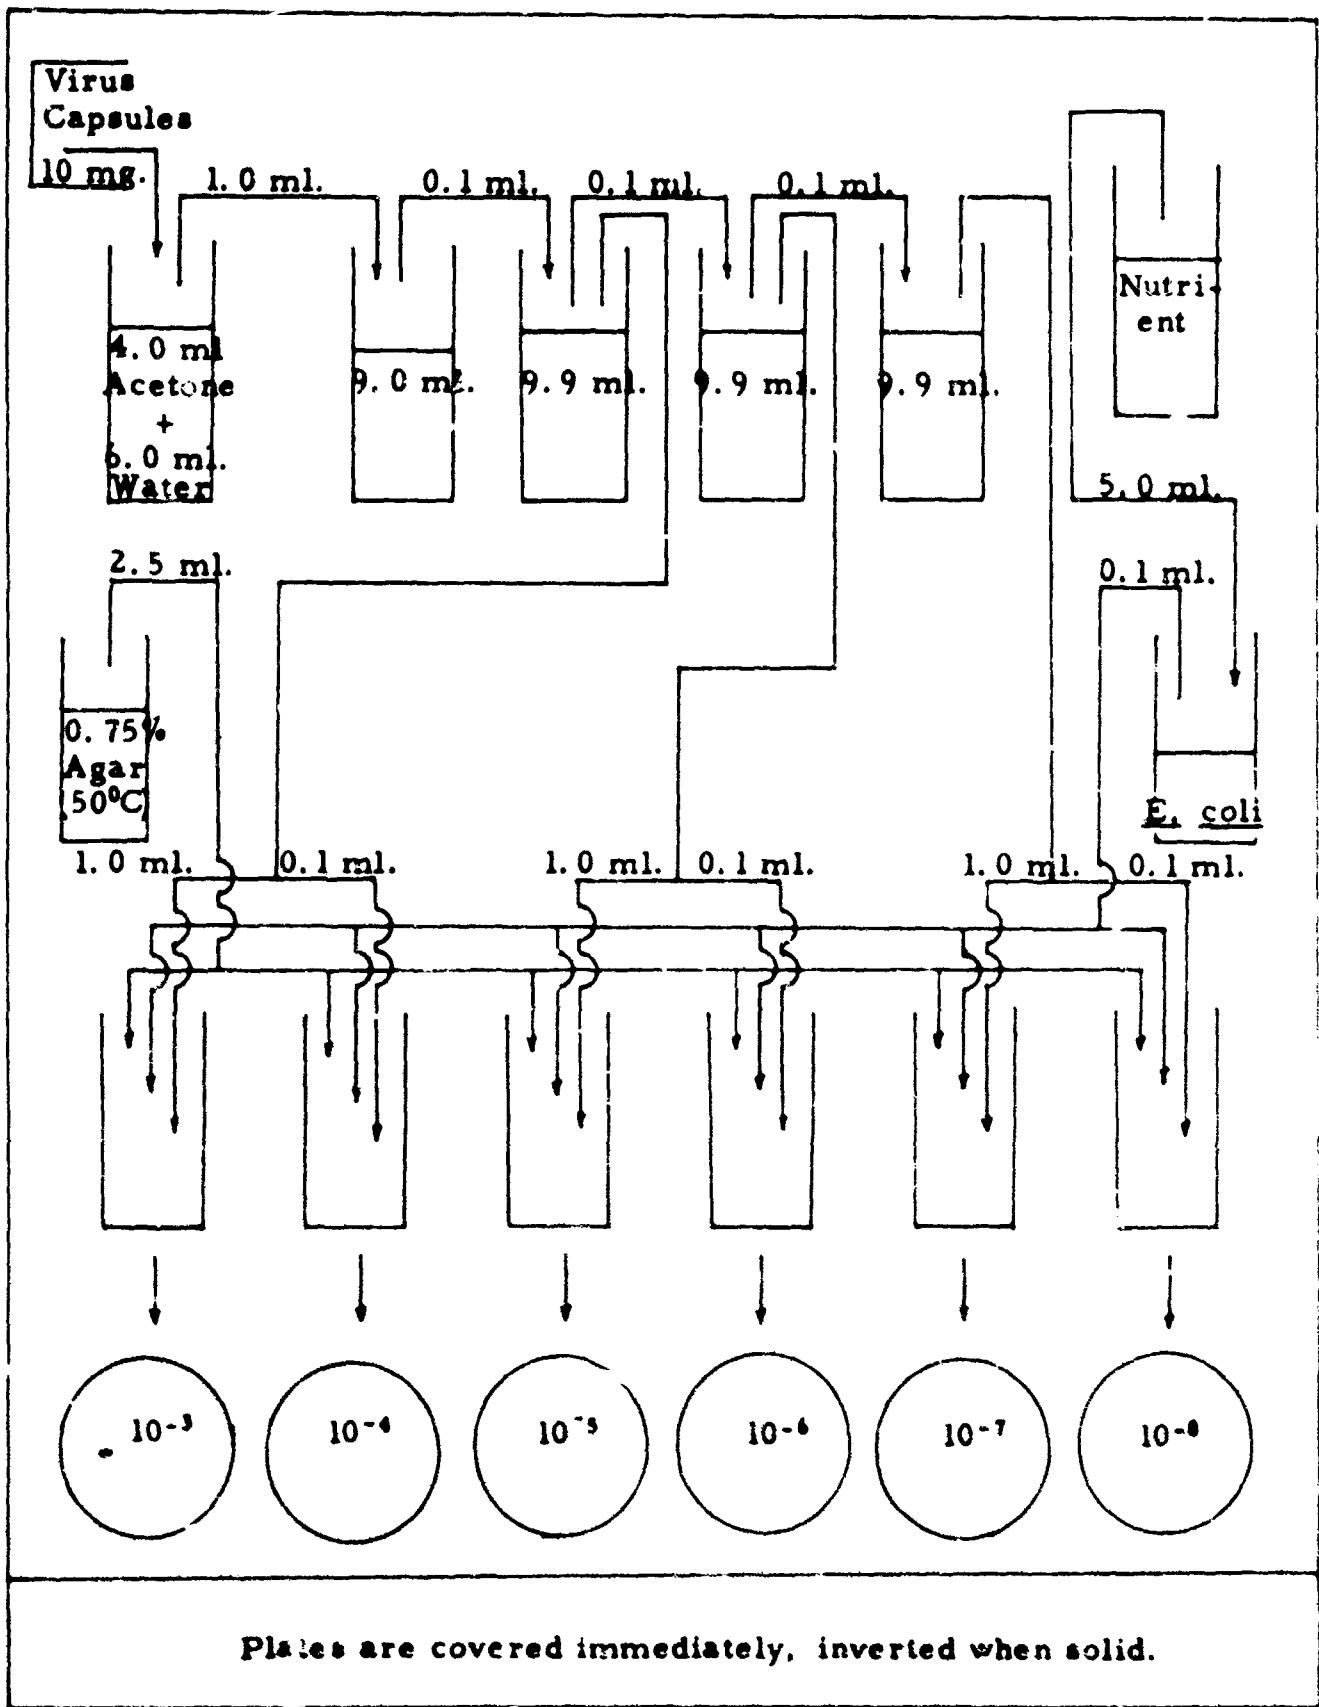 Virus
Capsules
10 mg.
1.0 ml.
0.1 ml.
0.1 ml.
0.1 ml.
4.0 ml
Acetone
+
6.0 ml.
Water
9.0 ml.
9.9 ml.
9.9 ml.
9.9 ml.
Nutri-
ent
5.0 ml.
2.5 ml.
0.1 ml.
0.75%
Agar
50°C
E. coli
1.0 ml.
0.1 ml.
1.0 ml.
0.1 ml.
1.0 ml.
0.1 ml.
10⁻³
10⁻⁴
10⁻⁵
10⁻⁶
10⁻⁷
10⁻⁸
Plates are covered immediately, inverted when solid.